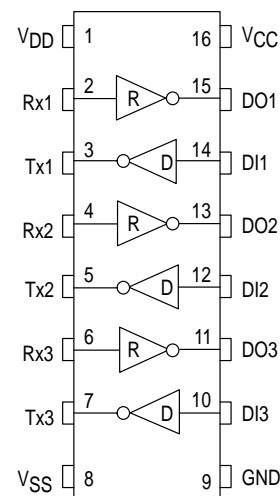 VDD 1 16 VCC
Rx1 2 R 15 DO1
Tx1 3 D 14 DI1
Rx2 4 R 13 DO2
Tx2 5 D 12 DI2
Rx3 6 R 11 DO3
Tx3 7 D 10 DI3
VSS 8 9 GND